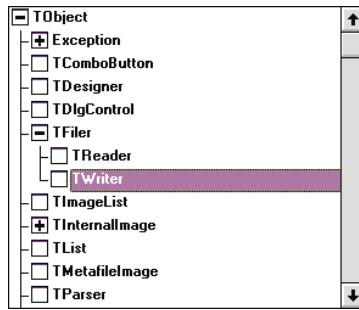 TObject
Exception
TComboButton
TDesigner
TDlgControl
TFiler
TReader
TWriter
TImageList
TInternalImage
TList
TMetafileImage
TParser